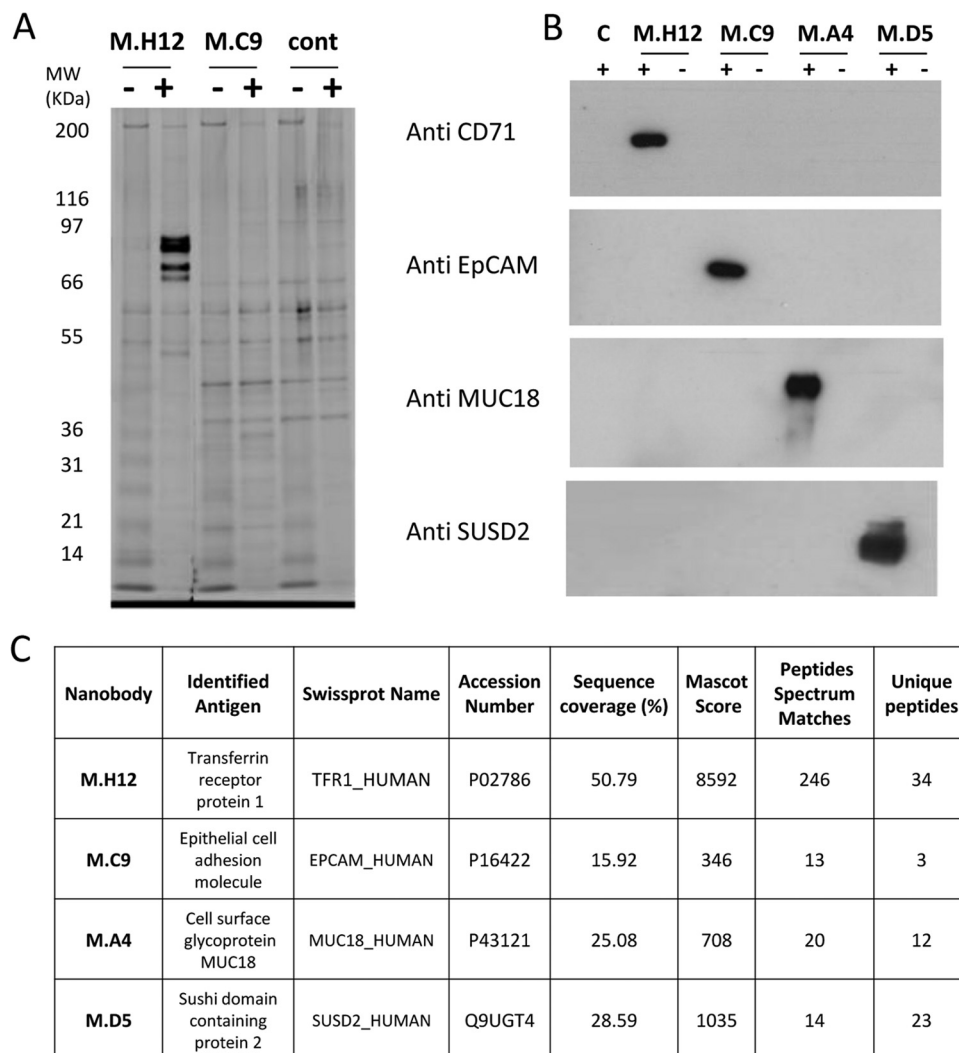 A
M.H12 M.C9 cont
MW
(KDa)
- + - + - +
200
116
97
66
55
36
31
21
14
B
C M.H12 M.C9 M.A4 M.D5
+ + - + - + - + -
Anti CD71
Anti EpCAM
Anti MUC18
Anti SUSD2
C
Nanobody
Identified
Antigen
Swissprot Name
Accession
Number
Sequence
coverage (%)
Mascot
Score
Peptides
Spectrum
Matches
Unique
peptides
M.H12
Transferrin
receptor
protein 1
TFR1_HUMAN
P02786
50.79
8592
246
34
M.C9
Epithelial cell
adhesion
molecule
EPCAM_HUMAN
P16422
15.92
346
13
3
M.A4
Cell surface
glycoprotein
MUC18
MUC18_HUMAN
P43121
25.08
708
20
12
M.D5
Sushi domain
containing
protein 2
SUSD2_HUMAN
Q9UGT4
28.59
1035
14
23